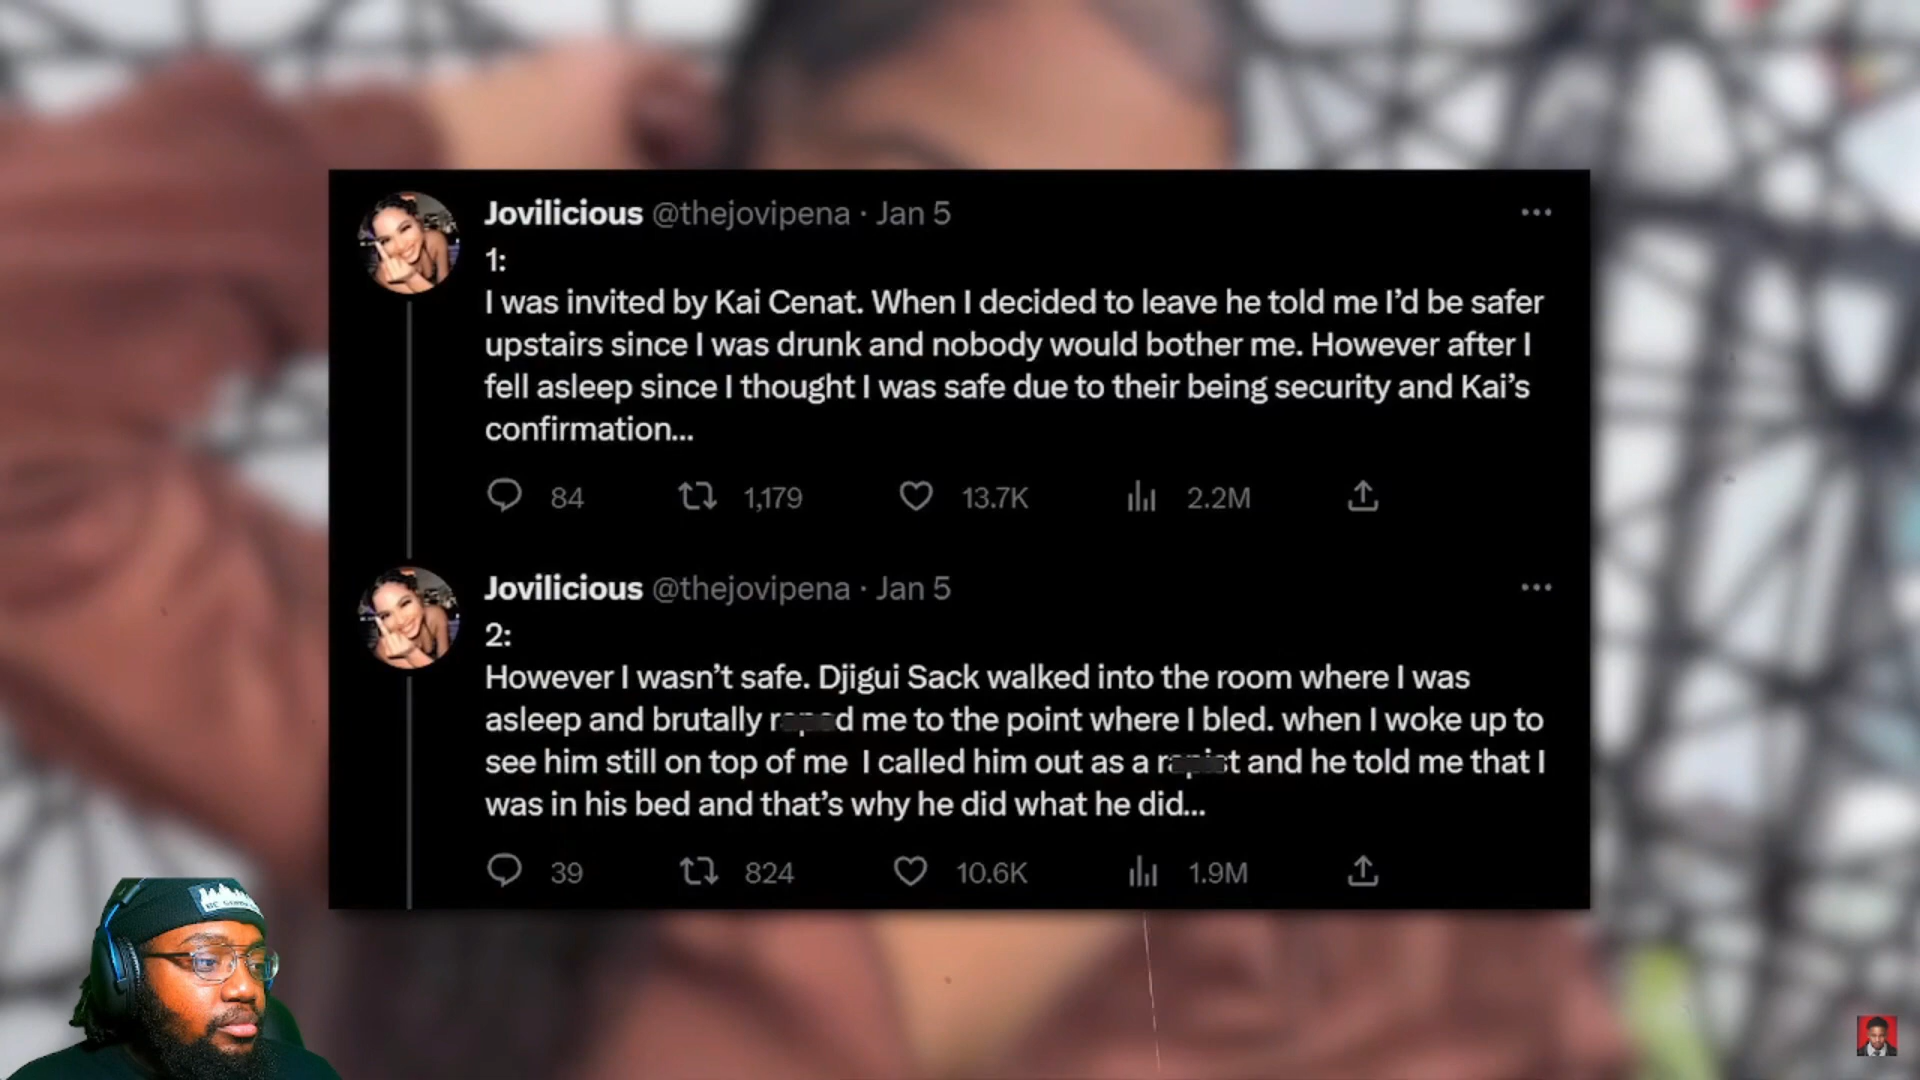 Jovilicious @thejovipena · Jan 5
1:
I was invited by Kai Cenat. When I decided to leave he told me I'd be safer
upstairs since I was drunk and nobody would bother me. However after I
fell asleep since I thought I was safe due to their being security and Kai's
confirmation...
84 1,179 13.7K 2.2M
Jovilicious @thejovipena · Jan 5
2:
However I wasn't safe. Djigui Sack walked into the room where I was
asleep and brutally r d me to the point where I bled. when I woke up to
see him still on top of me I called him out as a r t and he told me that I
was in his bed and that's why he did what he did...
39 824 10.6K 1.9M